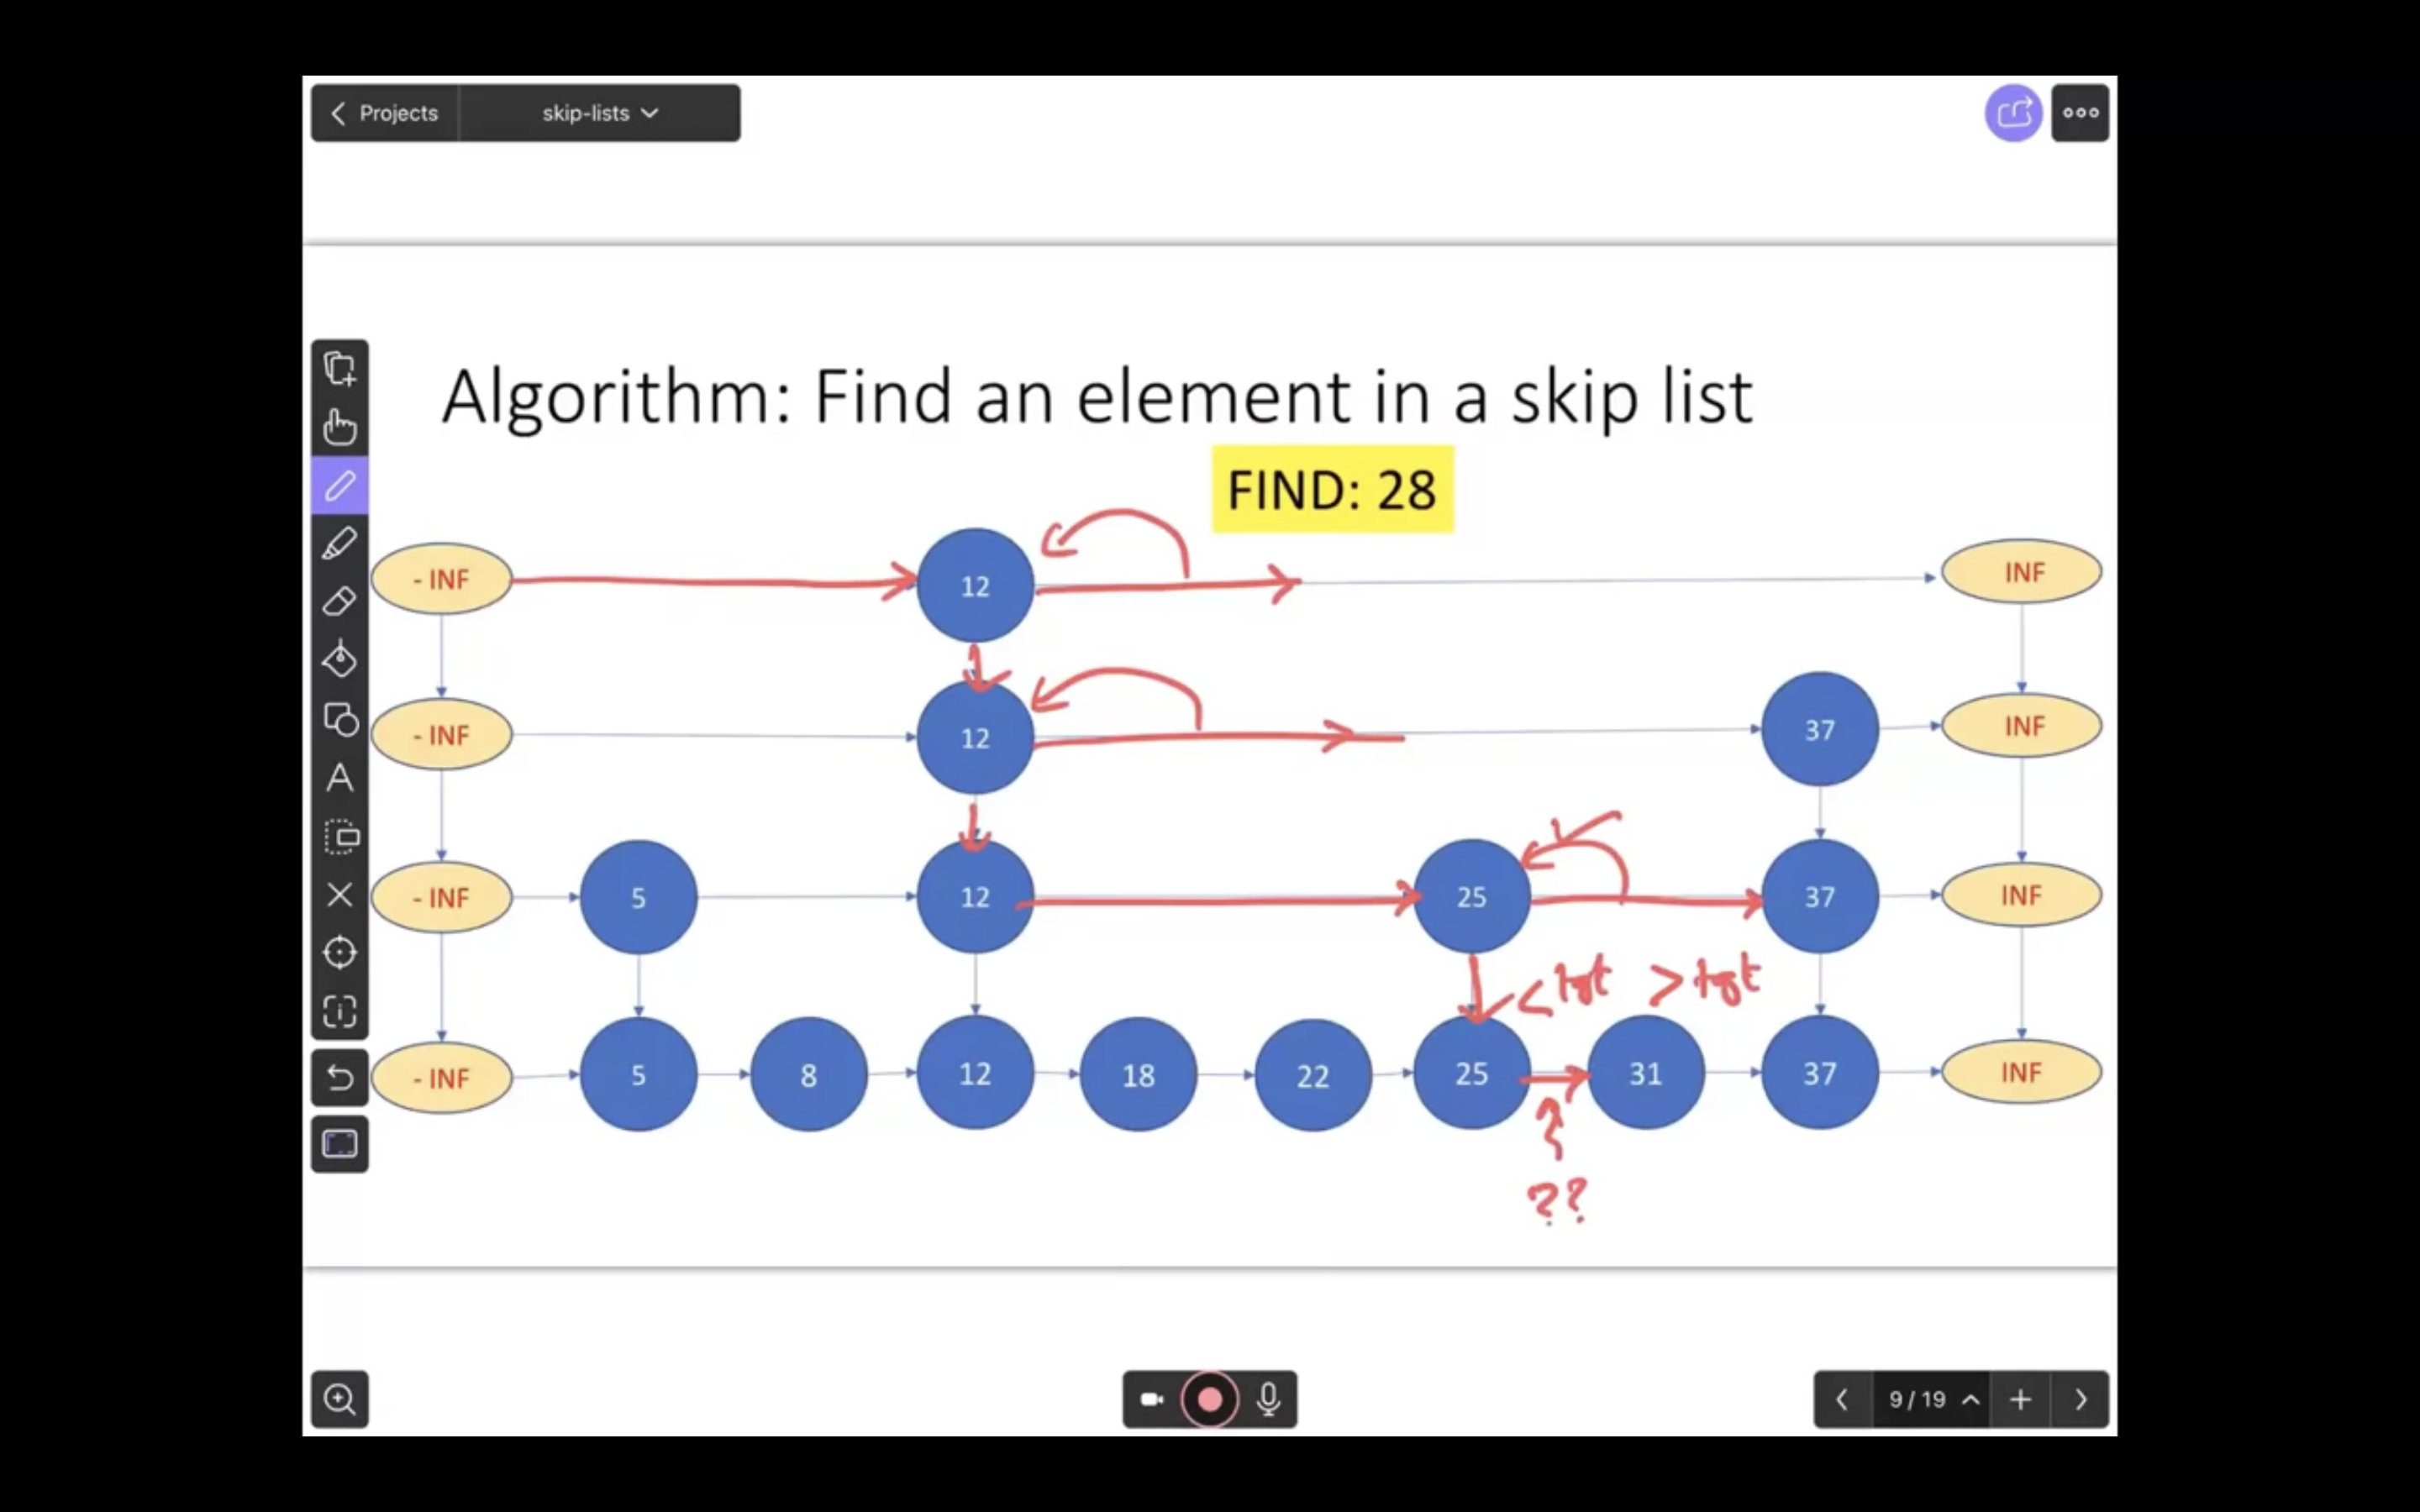 Projects skip-lists
Algorithm: Find an element in a skip list
FIND: 28
- INF 12 INF
- INF 12 37 INF
- INF 5 12 25 37 INF
< tgt > tgt
- INF 5 8 12 18 22 25 31 37 INF
??
9 / 19